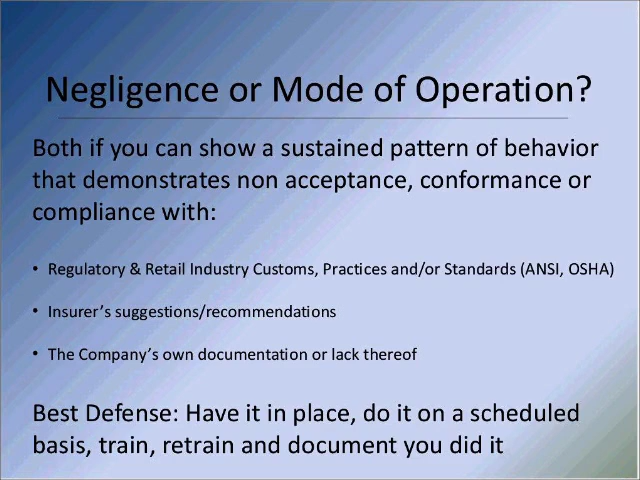 Negligence or Mode of Operation?
Both if you can show a sustained pattern of behavior
that demonstrates non acceptance, conformance or
compliance with:
• Regulatory & Retail Industry Customs, Practices and/or Standards (ANSI, OSHA)
• Insurer’s suggestions/recommendations
• The Company’s own documentation or lack thereof
Best Defense: Have it in place, do it on a scheduled
basis, train, retrain and document you did it